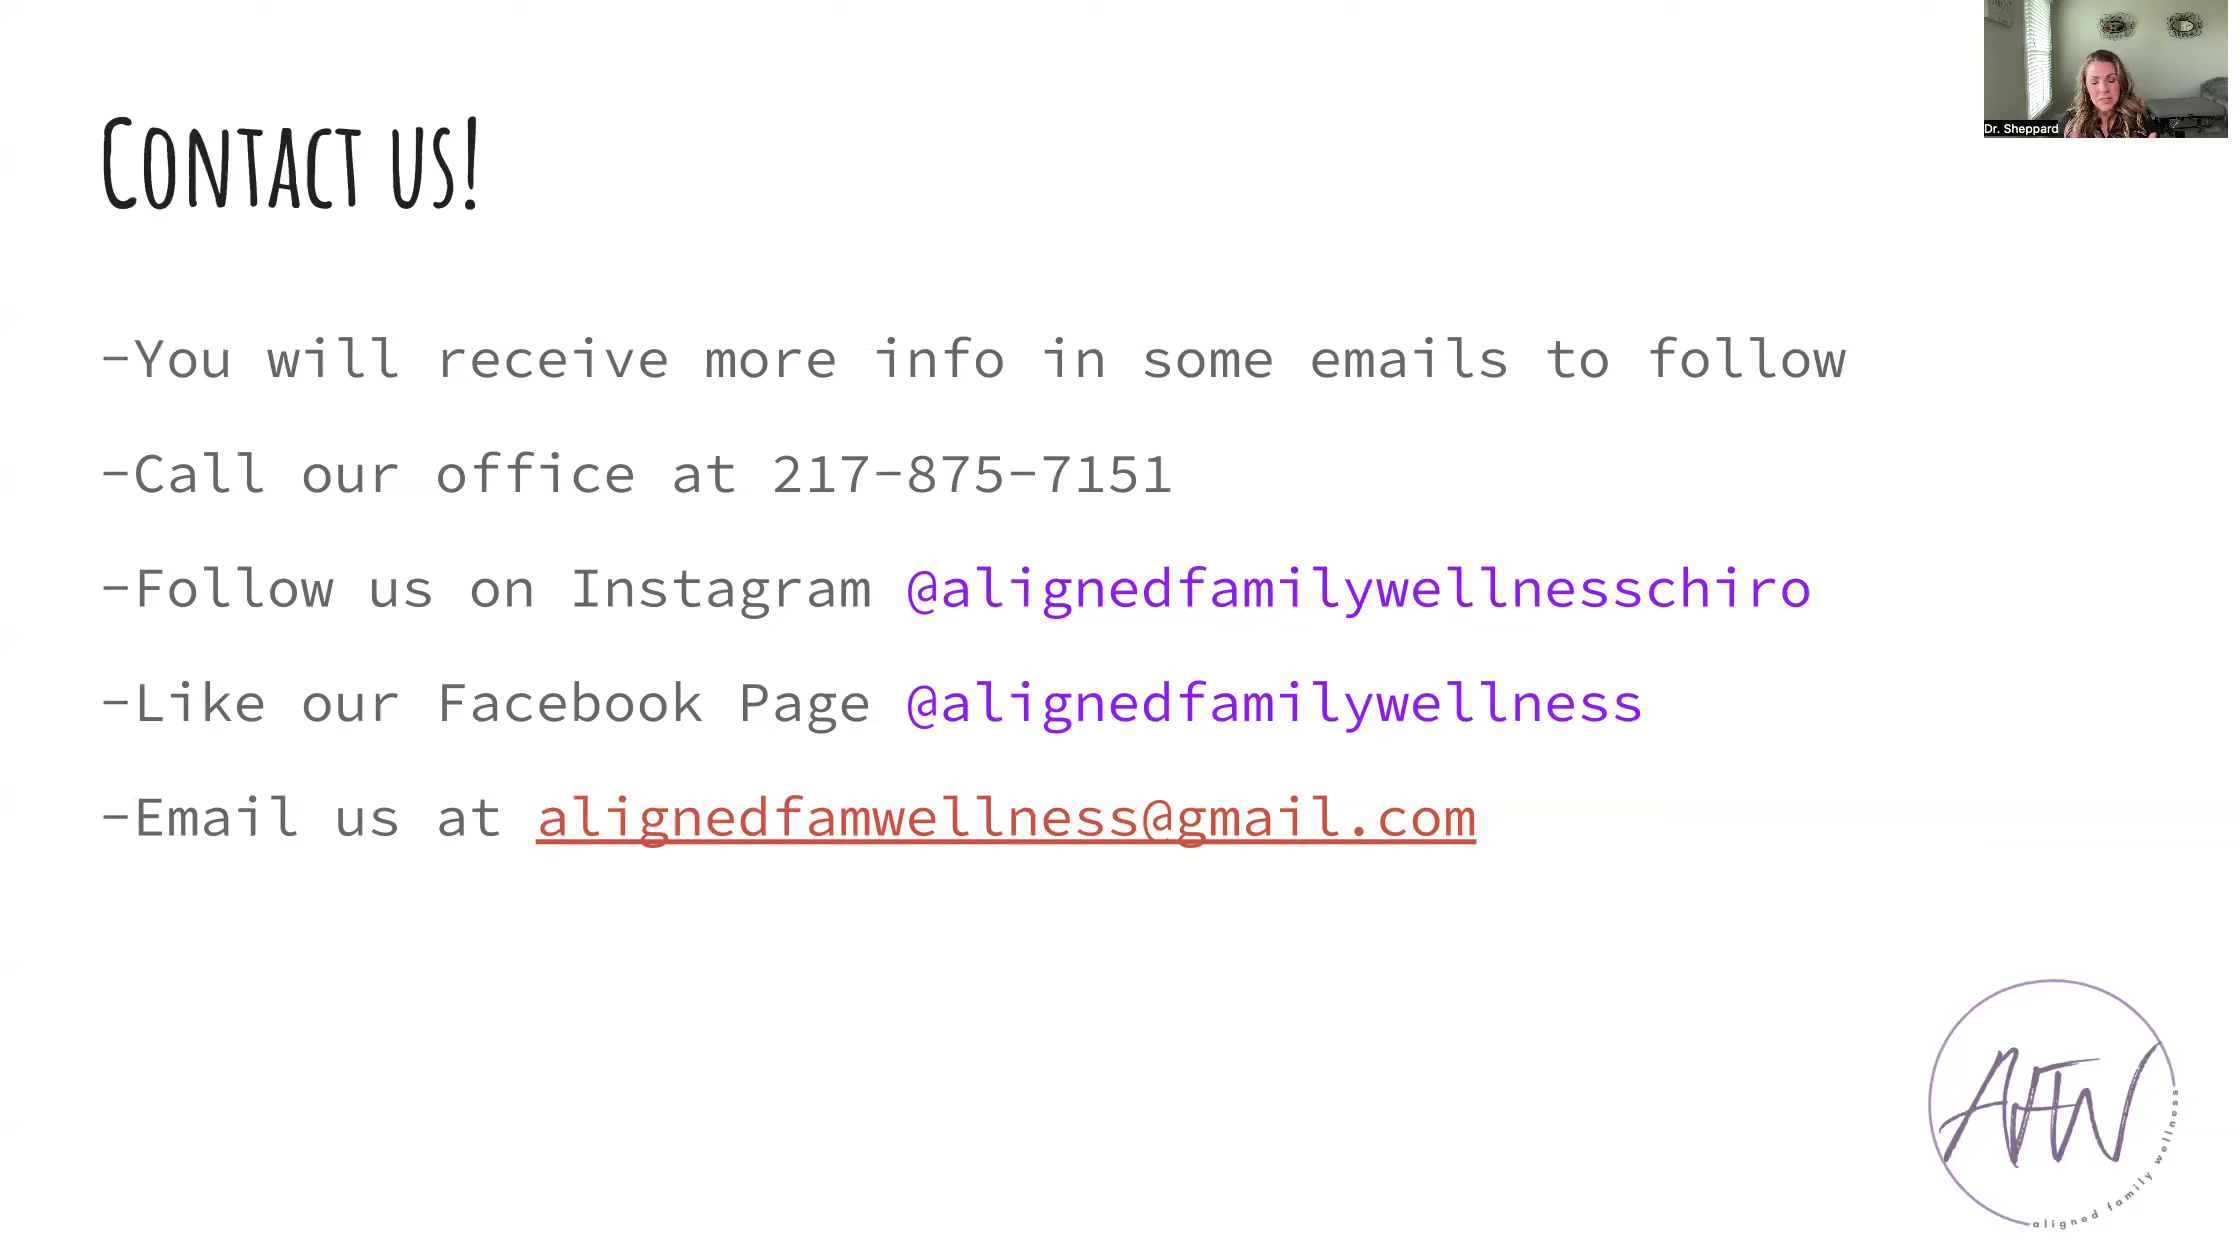 Dr. Sheppard
CONTACT US!
-You will receive more info in some emails to follow
-Call our office at 217-875-7151
-Follow us on Instagram @alignedfamilywellnesschiro
-Like our Facebook Page @alignedfamilywellness
-Email us at alignedfamwellness@gmail.com
AFW
aligned family wellness